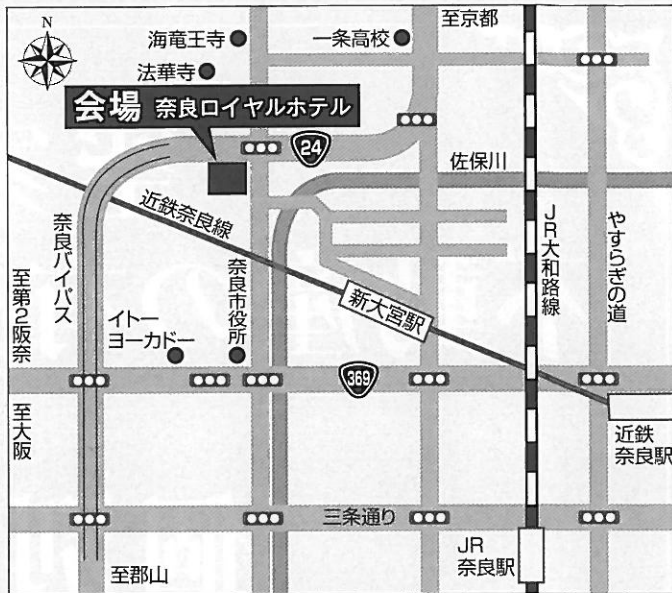 N
至京都
海竜王寺
一条高校
法華寺
会場 奈良ロイヤルホテル
24
佐保川
近鉄奈良線
奈良バイパス
JR大和路線
やすらぎの道
至第2阪奈
奈良市役所
新大宮駅
イトー
ヨーカドー
369
至大阪
近鉄
奈良駅
三条通り
JR
奈良駅
至郡山